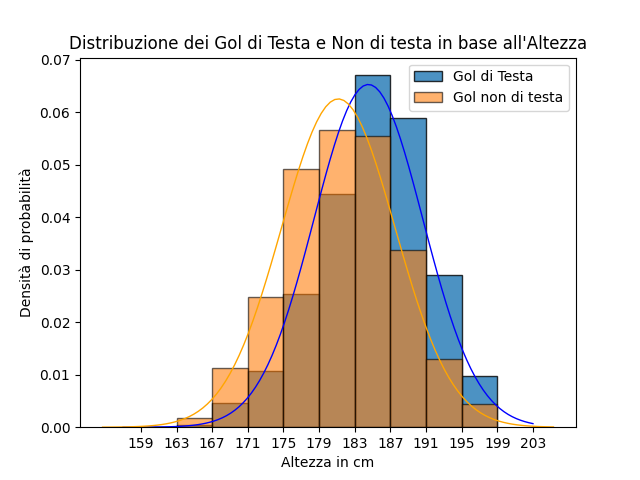 Distribuzione dei Gol di Testa e Non di testa in base all'Altezza
Gol di Testa
Gol non di testa
Densità di probabilità
0.07
0.06
0.05
0.04
0.03
0.02
0.01
0.00
159 163 167 171 175 179 183 187 191 195 199 203
Altezza in cm